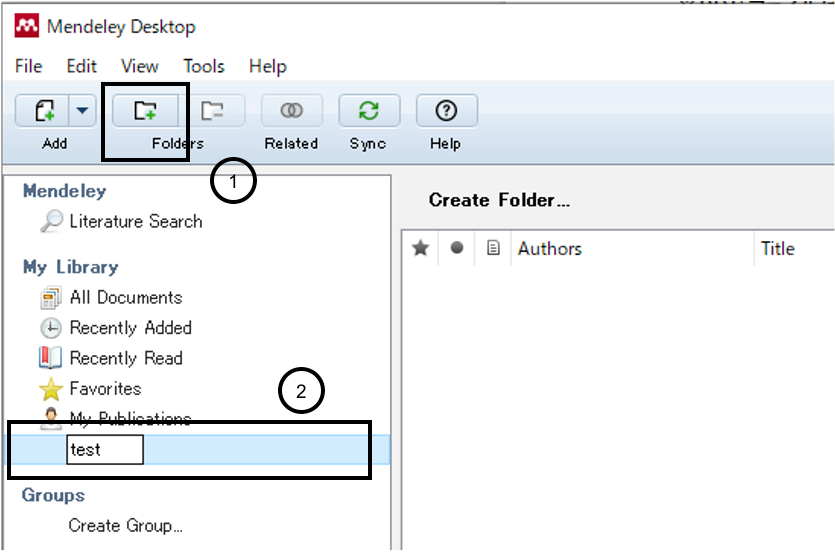 Mendeley Desktop
File Edit View Tools Help
Add Folders Related Sync Help
1
Mendeley
Literature Search
Create Folder...
My Library
Authors Title
All Documents
Recently Added
Recently Read
Favorites
2
My Publications
test
Groups
Create Group...